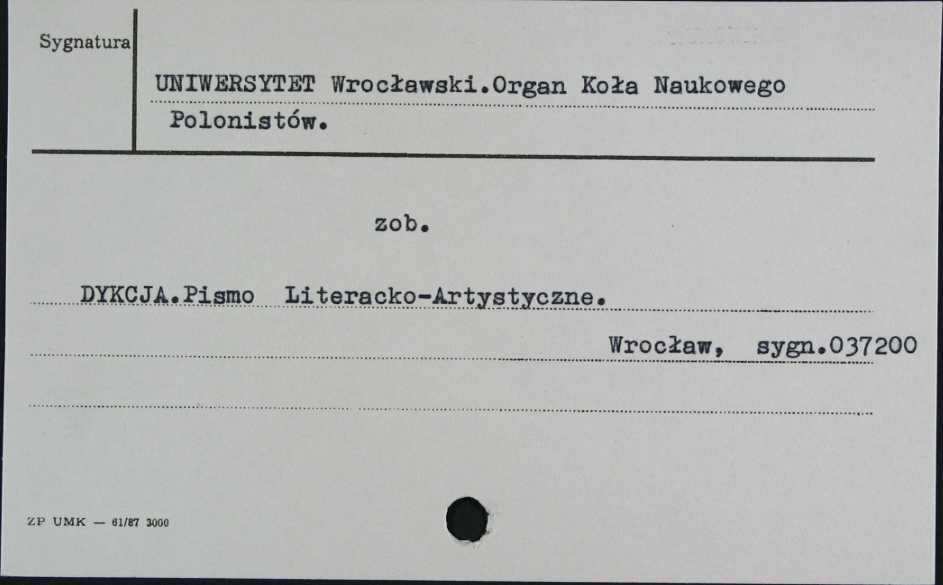 Sygnatura
UNIWERSYTET Wrocławski.Organ Koła Naukowego
Polonistów.
zob.
DYKCJA.Pismo Literacko-Artystyczne.
Wrocław, sygn.037200
ZP UMK — 61/87 3000